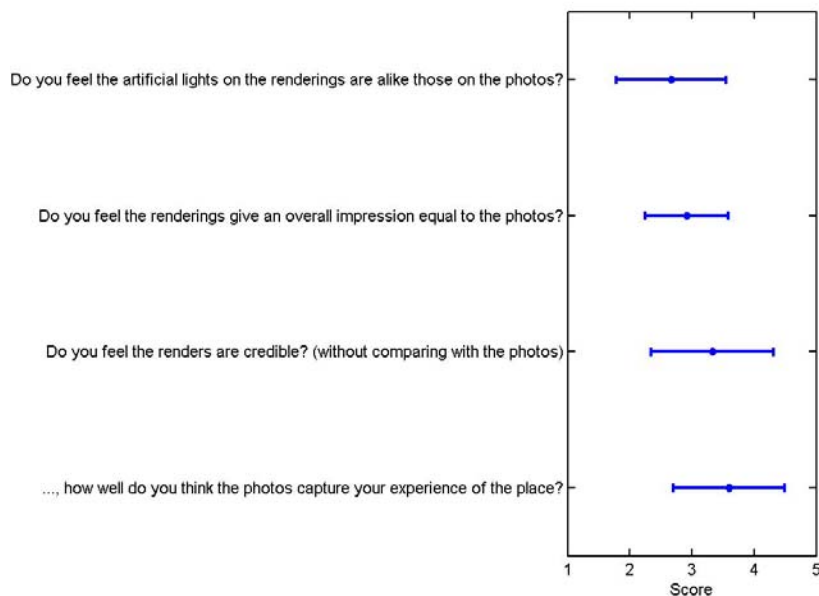 Do you feel the artificial lights on the renderings are alike those on the photos?
Do you feel the renderings give an overall impression equal to the photos?
Do you feel the renders are credible? (without comparing with the photos)
..., how well do you think the photos capture your experience of the place?
1 2 3 4 5
Score